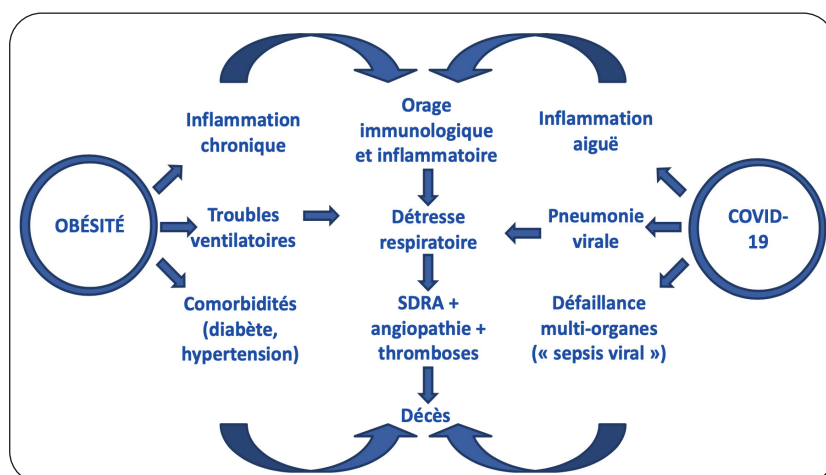 OBÉSITÉ
Inflammation
chronique
Troubles
ventilatoires
Comorbidités
(diabète,
hypertension)
Orage
immunologique
et inflammatoire
Détresse
respiratoire
SDRA +
angiopathie +
thromboses
Décès
Inflammation
aiguë
Pneumonie
virale
Défaillance
multi-organes
(« sepsis viral »)
COVID-
19